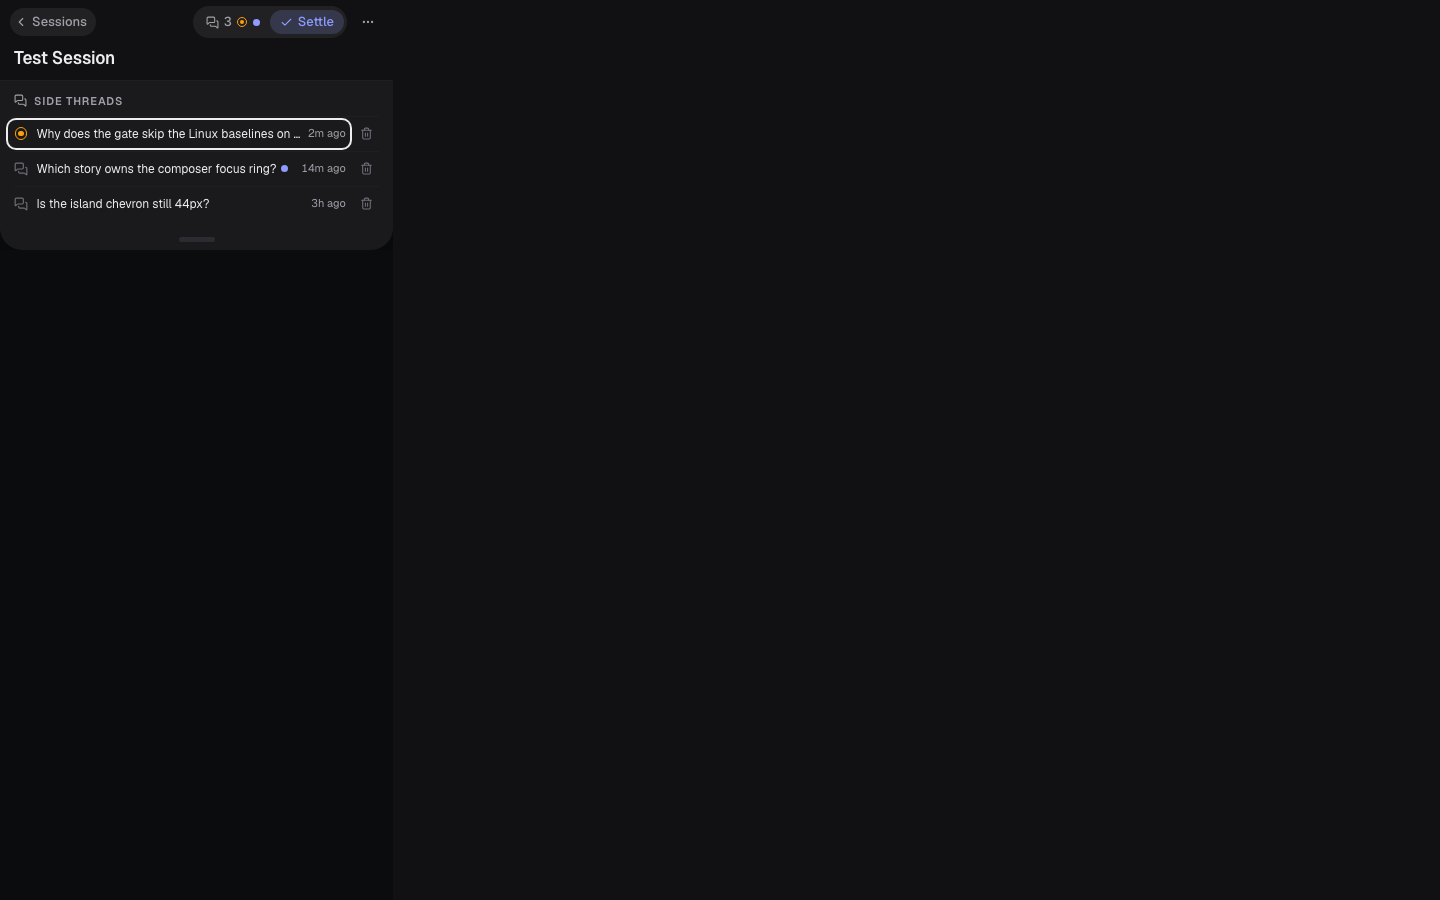 Sessions
3
Settle
Test Session
SIDE THREADS
Why does the gate skip the Linux baselines on … 2m ago
Which story owns the composer focus ring? 14m ago
Is the island chevron still 44px? 3h ago